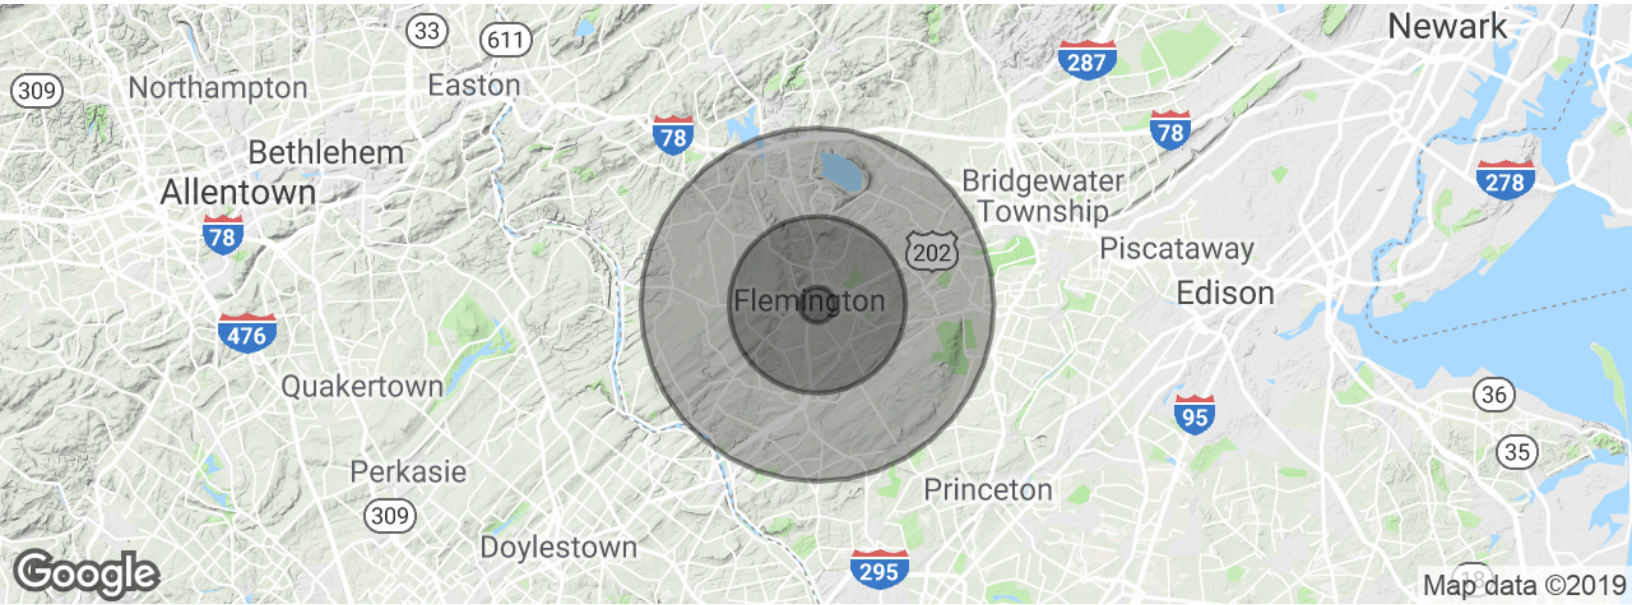 Newark
33
611
287
309
Northampton
Easton
78
78
Bethlehem
Allentown
Bridgewater
Township
278
78
202
Piscataway
Edison
Flemington
476
Quakertown
36
95
35
Perkasie
Princeton
309
Doylestown
295
Google
18
Map data ©2019